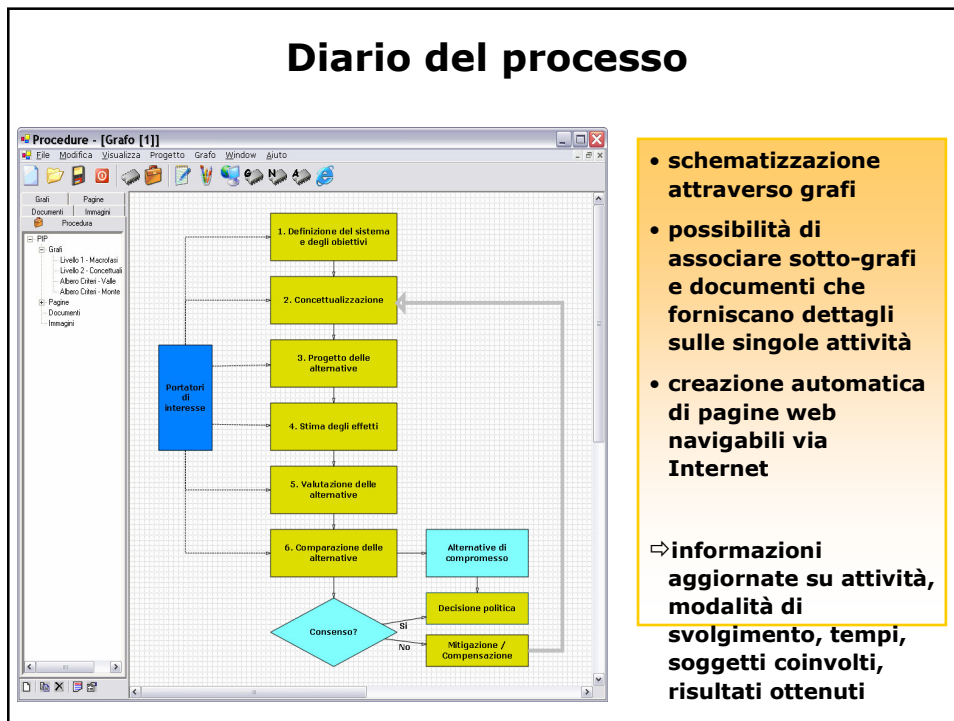 Diario del processo
Procedure - [Grafo [1]]
File Modifica Visualizza Progetto Grafo Window Aiuto
Grafi Pagine
Documenti Immagini
Procedura
PIP
Grafi
Livello 1 - Macrofasi
Livello 2 - Concettuali
Albero Criteri - Valle
Albero Criteri - Monte
Pagine
Documenti
Immagini
1. Definizione del sistema
e degli obiettivi
2. Concettualizzazione
3. Progetto delle
alternative
Portatori
di
interesse
4. Stima degli effetti
5. Valutazione delle
alternative
6. Comparazione delle
alternative
Alternative di
compromesso
Decisione politica
Consenso?
Si
No
Mitigazione /
Compensazione
• schematizzazione
attraverso grafi
• possibilità di
associare sotto-grafi
e documenti che
forniscano dettagli
sulle singole attività
• creazione automatica
di pagine web
navigabili via
Internet
⇨informazioni
aggiornate su attività,
modalità di
svolgimento, tempi,
soggetti coinvolti,
risultati ottenuti